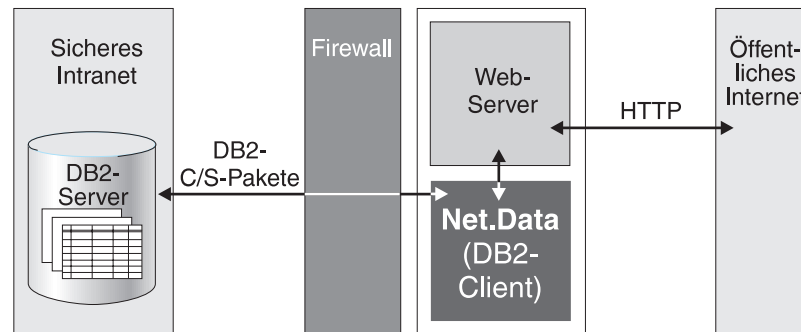 Sicheres
Intranet
DB2-
Server
DB2-
C/S-Pakete
Firewall
Web-
Server
Net.Data
(DB2-
Client)
HTTP
Öffent-
liches
Internet